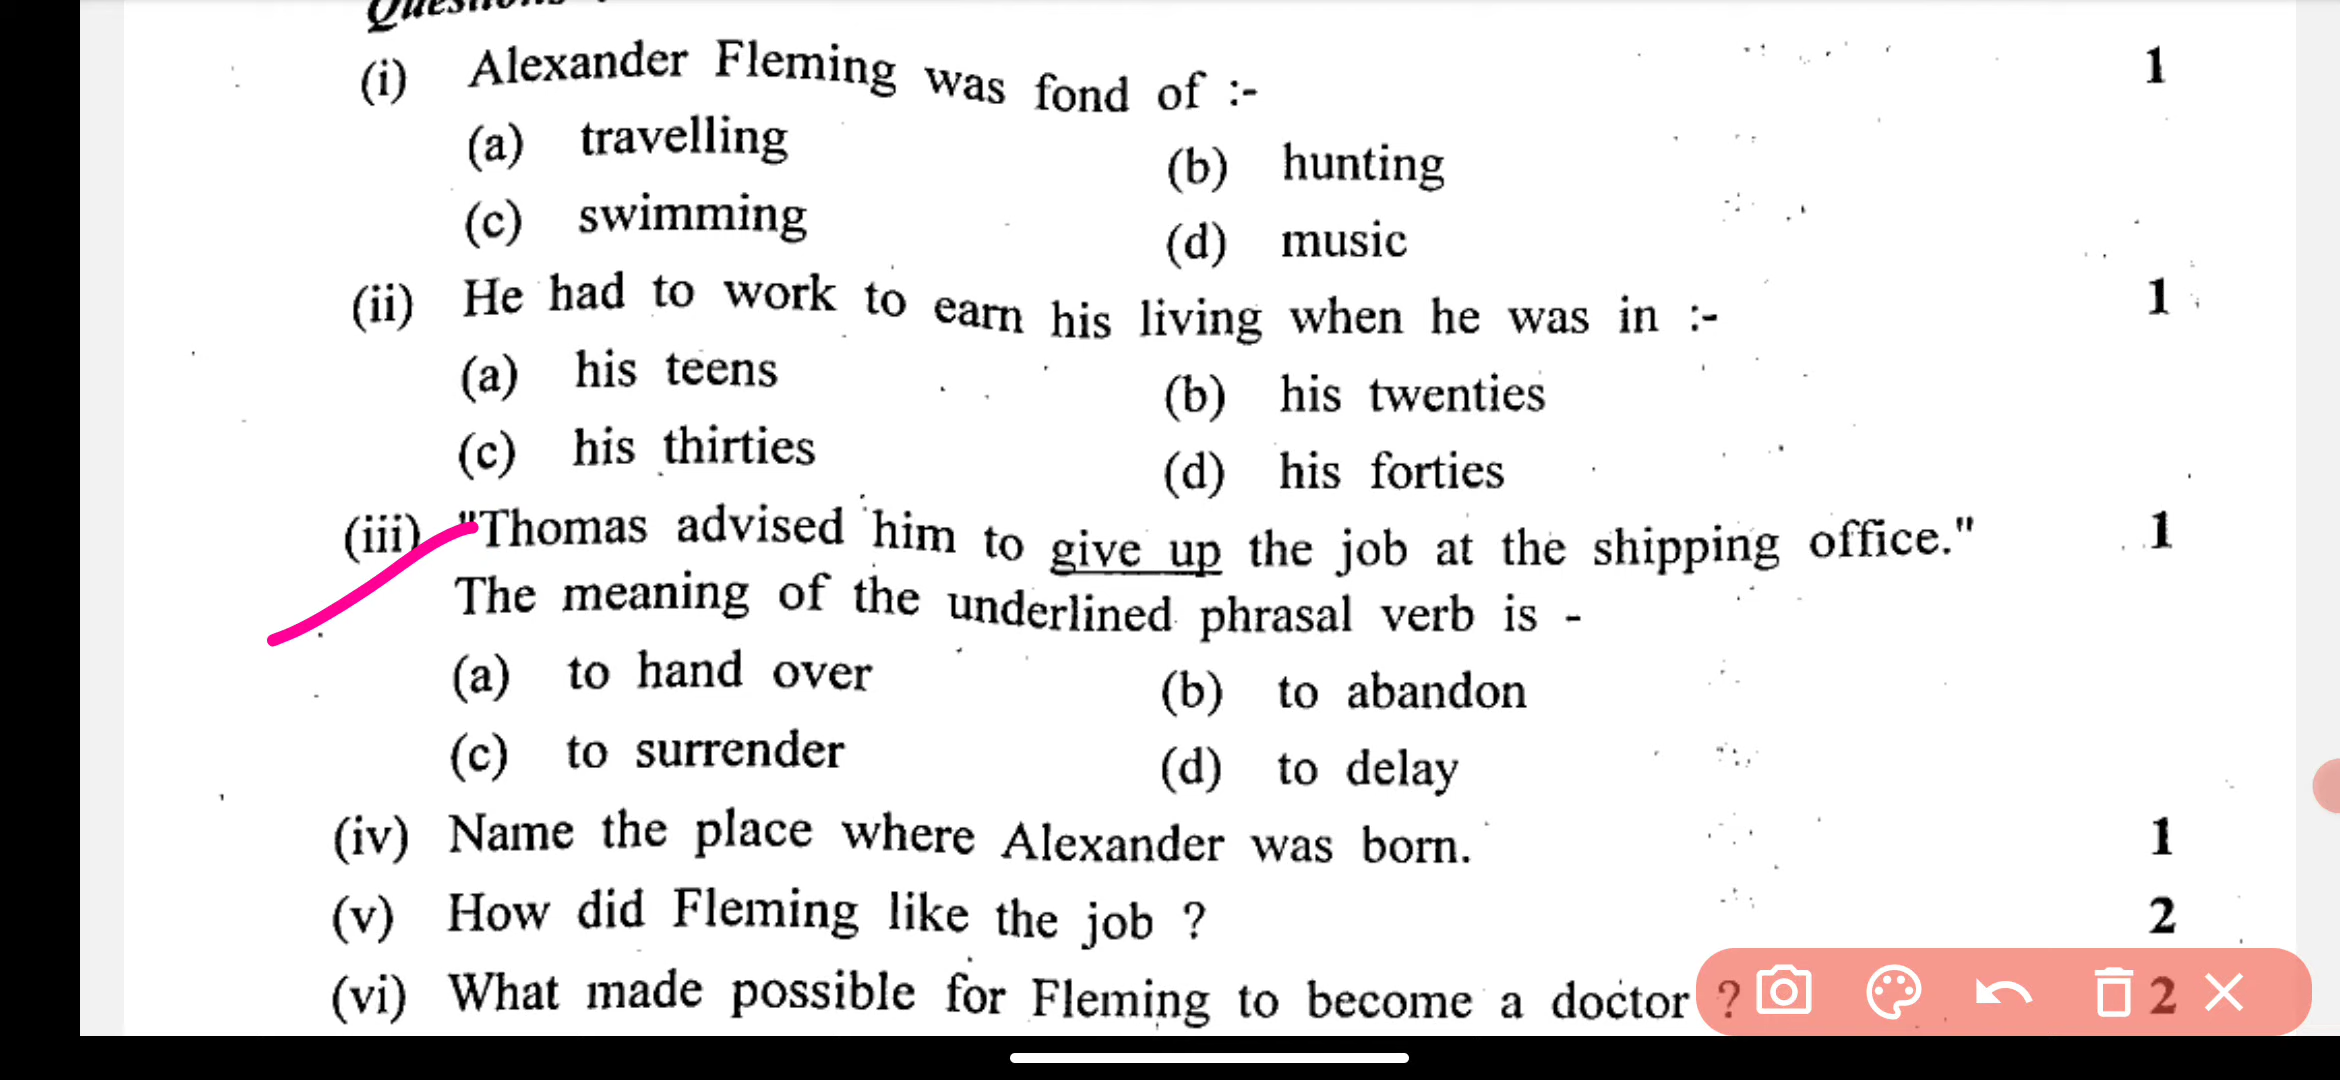 Questions :
(i) Alexander Fleming was fond of :- 1
(a) travelling (b) hunting
(c) swimming (d) music
(ii) He had to work to earn his living when he was in :- 1
(a) his teens (b) his twenties
(c) his thirties (d) his forties
(iii) "Thomas advised him to give up the job at the shipping office." 1
The meaning of the underlined phrasal verb is -
(a) to hand over (b) to abandon
(c) to surrender (d) to delay
(iv) Name the place where Alexander was born. 1
(v) How did Fleming like the job ? 2
(vi) What made possible for Fleming to become a doctor ? 2